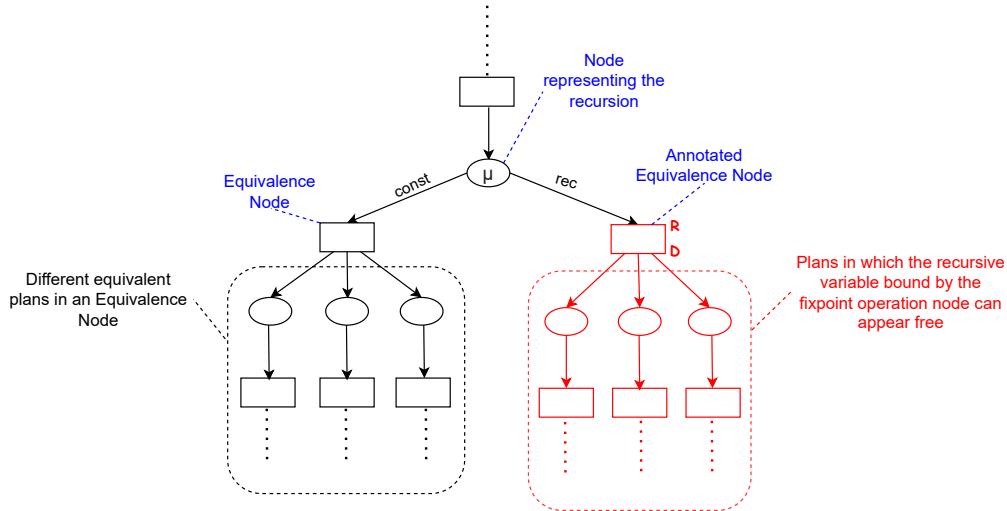 Node
representing the
recursion
μ
const
rec
Equivalence
Node
Annotated
Equivalence Node
R
D
Different equivalent
plans in an Equivalence
Node
Plans in which the recursive
variable bound by the
fixpoint operation node can
appear free